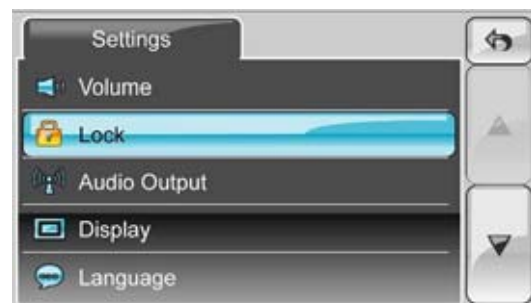 Settings
Volume
Lock
Audio Output
Display
Language